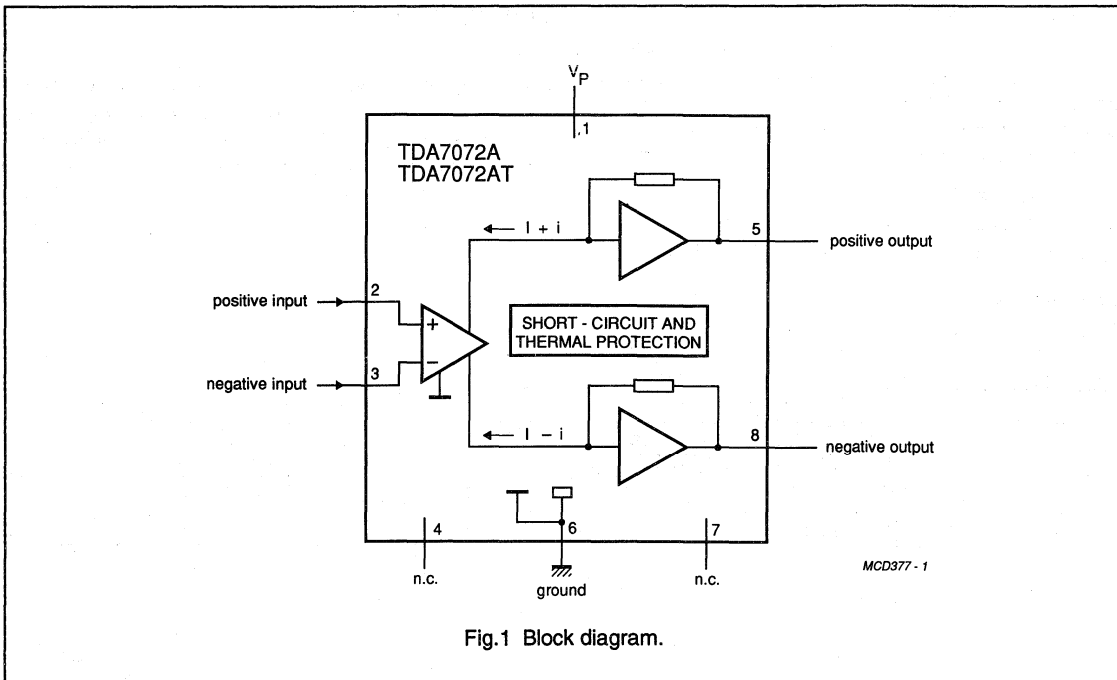 VP
1
TDA7072A
TDA7072AT
I + i
5
positive output
positive input
2
+
SHORT - CIRCUIT AND
THERMAL PROTECTION
−
negative input
3
I − i
8
negative output
4
6
7
n.c.
ground
n.c.
MCD377 - 1
Fig.1 Block diagram.